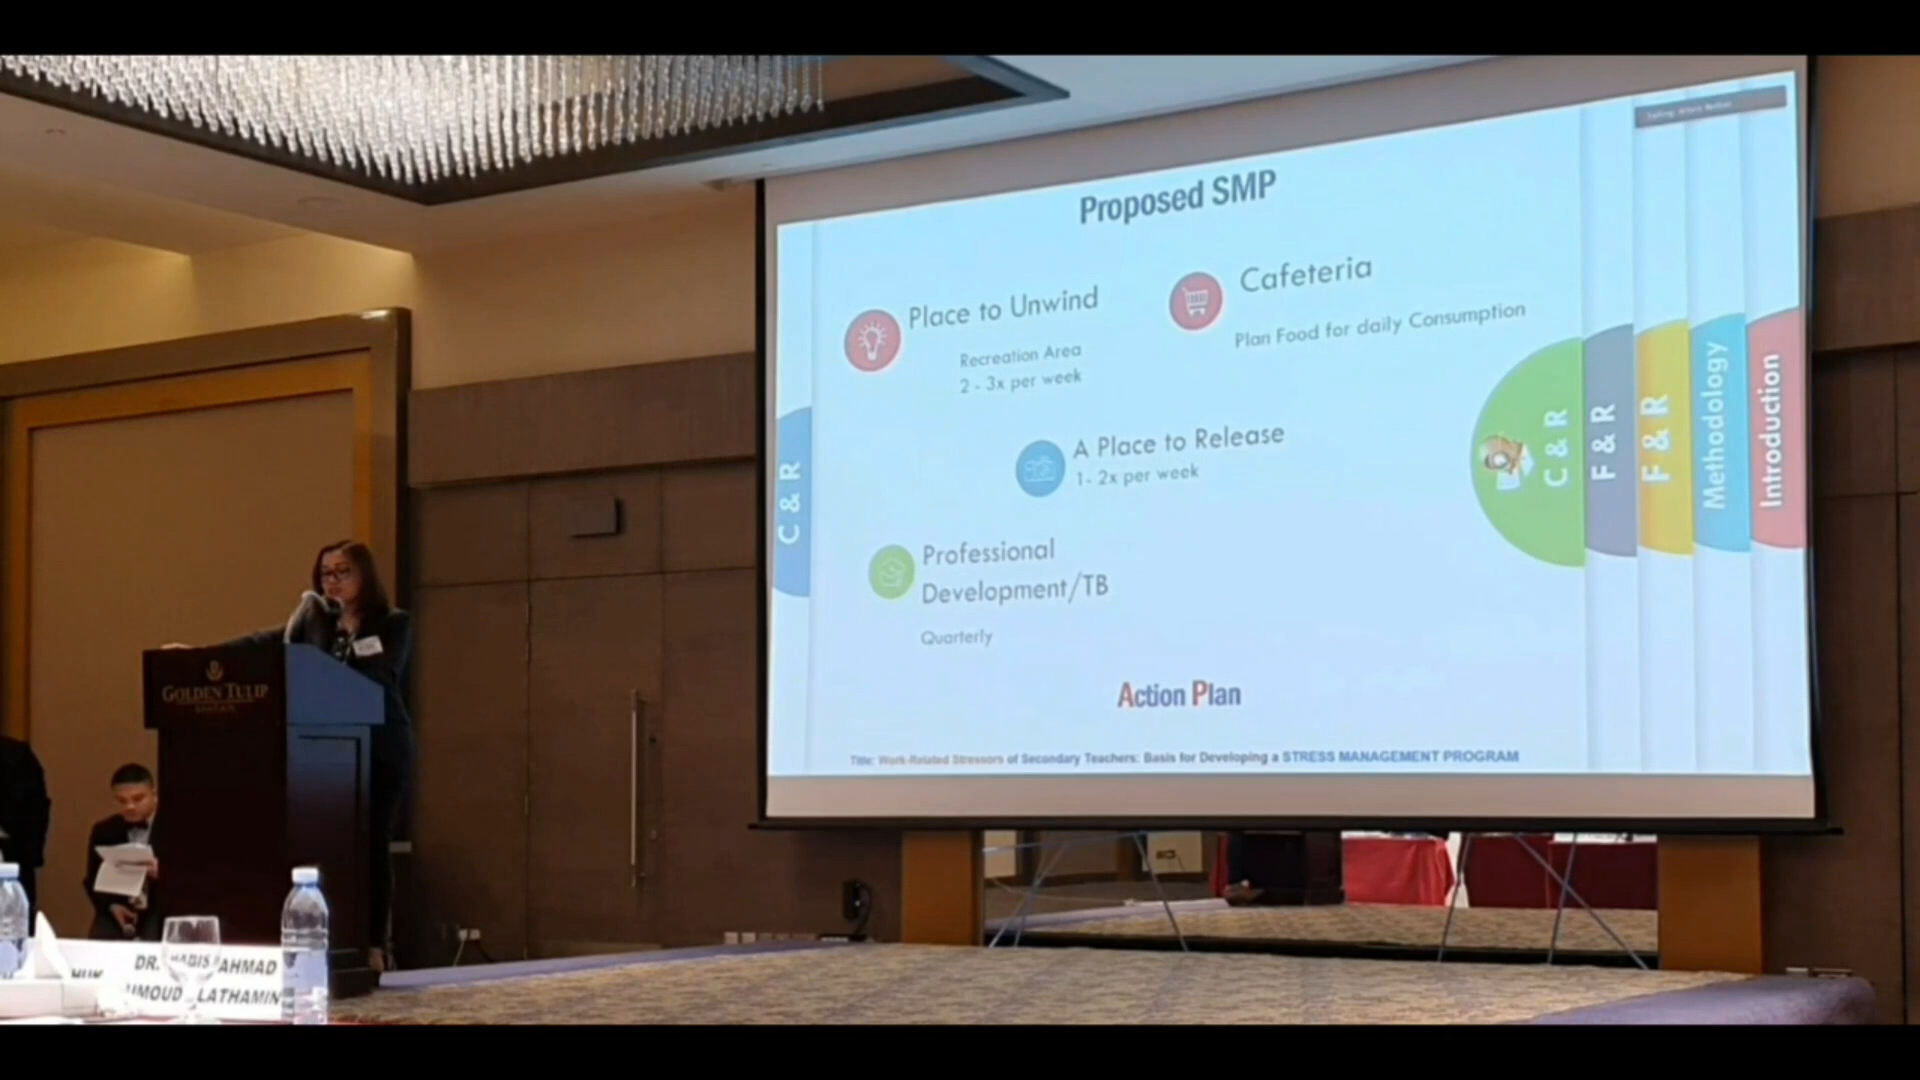 Proposed SMP
Place to Unwind
Recreation Area
2 - 3x per week
Cafeteria
Plan Food for daily Consumption
A Place to Release
1- 2x per week
Professional
Development/TB
Quarterly
Action Plan
Title: Work-Related Stressors of Secondary Teachers: Basis for Developing a STRESS MANAGEMENT PROGRAM
C & R
C & R
F & R
F & R
Methodology
Introduction
GOLDEN TULIP
DR. AHMAD
LATHAMIN